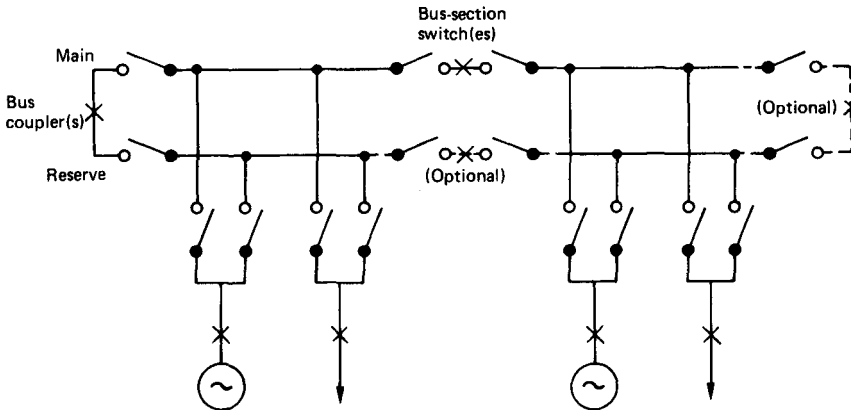 Bus-section
switch(es)
Main
Bus
coupler(s)
(Optional)
Reserve
(Optional)